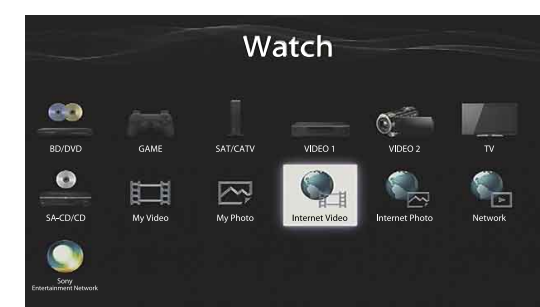 Watch
BD/DVD
GAME
SAT/CATV
VIDEO 1
VIDEO 2
TV
SA-CD/CD
My Video
My Photo
Internet Video
Internet Photo
Network
Sony
Entertainment Network